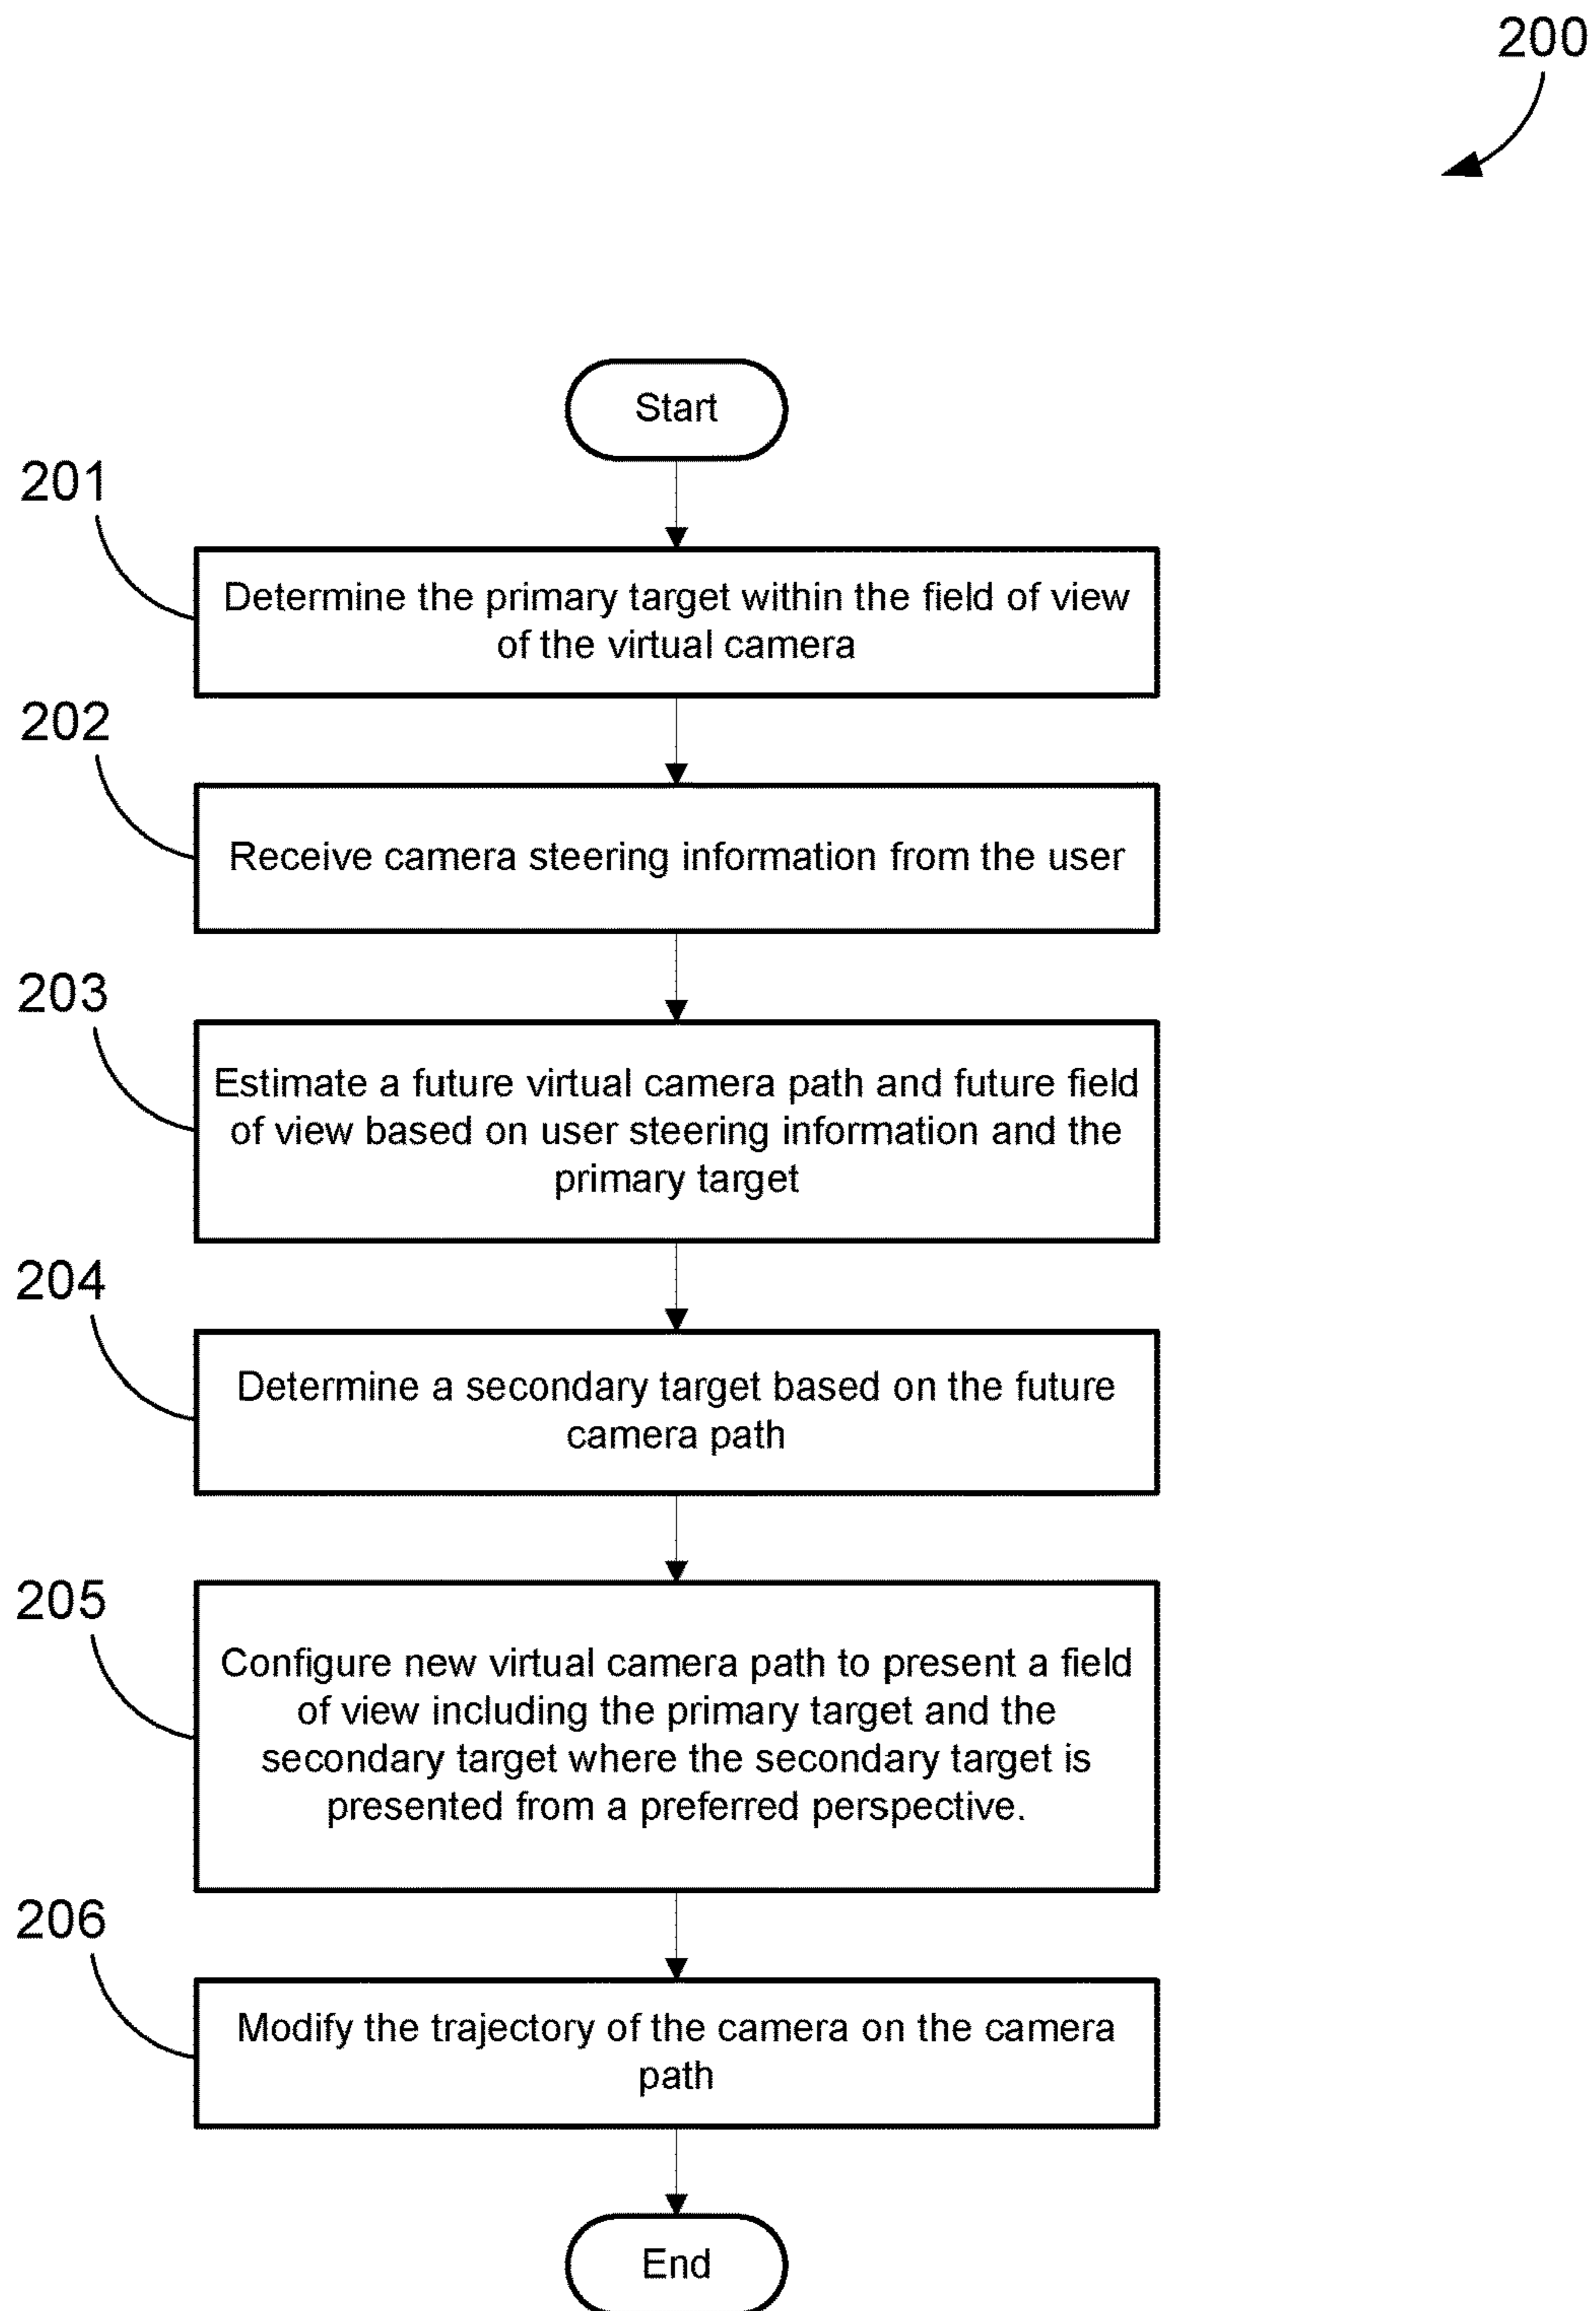 200
Start
201
Determine the primary target within the field of view
of the virtual camera
202
Receive camera steering information from the user
203
Estimate a future virtual camera path and future field
of view based on user steering information and the
primary target
204
Determine a secondary target based on the future
camera path
205
Configure new virtual camera path to present a field
of view including the primary target and the
secondary target where the secondary target is
presented from a preferred perspective.
206
Modify the trajectory of the camera on the camera
path
End